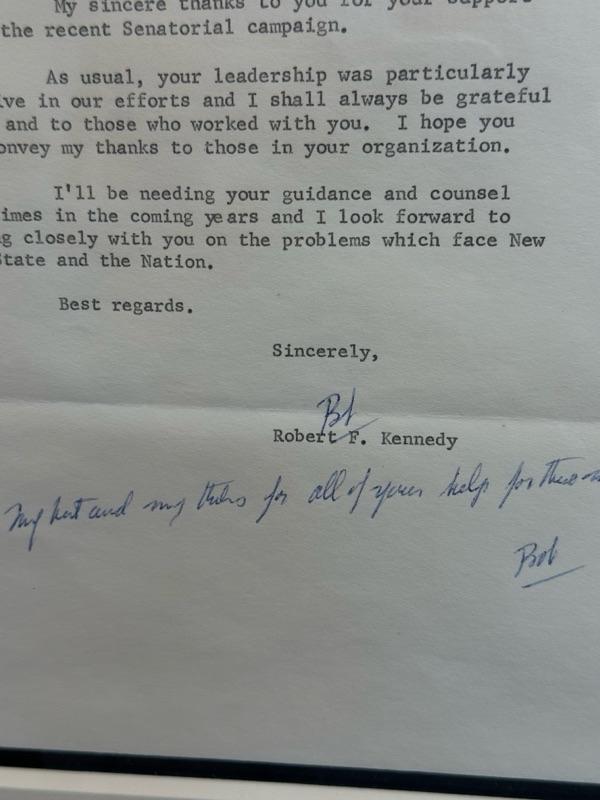 My sincere thanks to you for your support
the recent Senatorial campaign.
As usual, your leadership was particularly
ive in our efforts and I shall always be grateful
and to those who worked with you. I hope you
onvey my thanks to those in your organization.
I'll be needing your guidance and counsel
imes in the coming years and I look forward to
g closely with you on the problems which face New
State and the Nation.
Best regards.
Sincerely,
Robert F. Kennedy
My best and my thanks for all of your help for
Bob